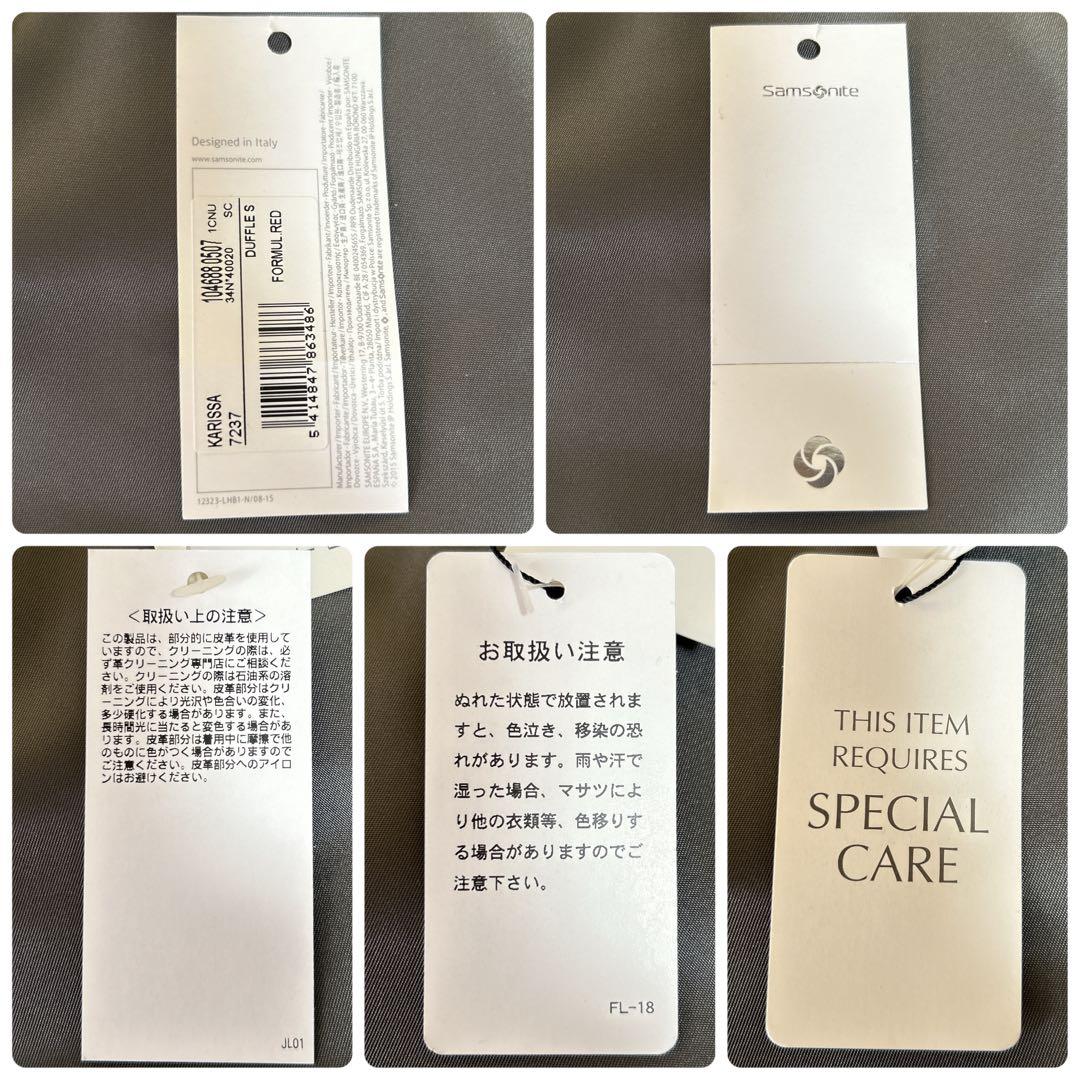 Designed in Italy
www.samsonite.com
KARISSA 104688 0507 1CNU
7237 34N*40020 SC
DUFFLE S
FORMUL.RED
5 414847 863486
12323-LHB1-N/08-15
© 2015 Samsonite IP Holdings S.àrl.
Samsonite
<取扱い上の注意>
この製品は、部分的に皮革を使用して
いますので、クリーニングの際は、必
ず革クリーニング専門店にご相談くだ
さい。クリーニングの際は石油系の溶
剤をご使用ください。皮革部分はクリ
ーニングにより光沢や色合いの変化、
多少硬化する場合があります。また、
長時間光に当たると変色する場合があ
ります。皮革部分は着用中に摩擦で他
のものに色がつく場合がありますので
ご注意ください。皮革部分へのアイロ
ンはお避けください。
JL01
お取扱い注意
ぬれた状態で放置されま
すと、色泣き、移染の恐
れがあります。雨や汗で
湿った場合、マサツによ
り他の衣類等、色移りす
る場合がありますのでご
注意下さい。
FL-18
THIS ITEM
REQUIRES
SPECIAL
CARE